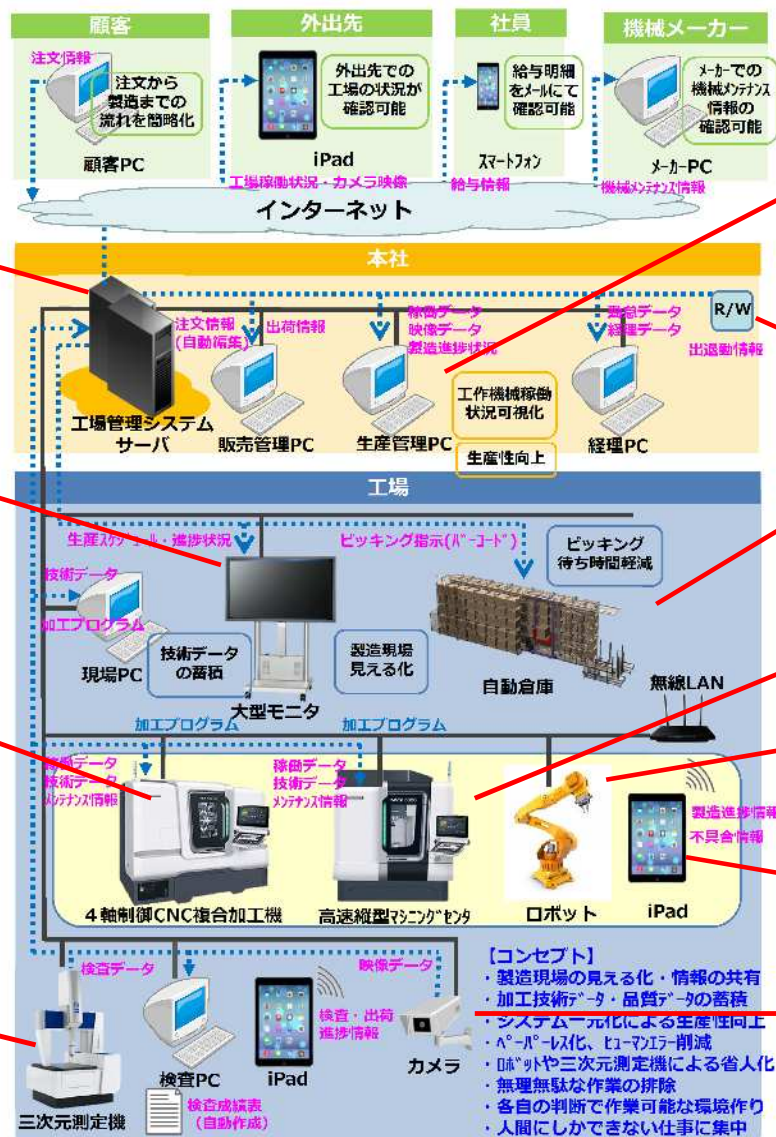 顧客
注文情報
注文から
製造までの
流れを簡略化
顧客PC
外出先
外出先での
工場の状況が
確認可能
iPad
工場稼働状況・カメラ映像
社員
給与明細
をメールにて
確認可能
スマートフォン
給与情報
機械メーカー
メーカーでの
機械メンテナンス
情報の
確認可能
メーカーPC
機械メンテナンス情報
インターネット
本社
注文情報
(自動編集)
出荷情報
稼働データ
映像データ
製造進捗状況
勤怠データ
経理データ
R/W
出退勤情報
工場管理システム
サーバ
販売管理PC
生産管理PC
工作機械稼働
状況可視化
生産性向上
経理PC
工場
生産スケジュール・進捗状況
ピッキング指示(バーコード)
ピッキング
待ち時間軽減
技術データ
加工プログラム
現場PC
技術データ
の蓄積
大型モニタ
製造現場
見える化
自動倉庫
無線LAN
加工プログラム
加工プログラム
稼働データ
技術データ
メンテナンス情報
稼働データ
技術データ
メンテナンス情報
製造進捗情報
不具合情報
4軸制御CNC複合加工機
高速縦型マシニングセンタ
ロボット
iPad
検査データ
映像データ
検査・出荷
進捗情報
三次元測定機
検査PC
検査成績表
(自動作成)
iPad
カメラ
【コンセプト】
・製造現場の見える化・情報の共有
・加工技術データ・品質データの蓄積
・システム一元化による生産性向上
・ペーパーレス化、ヒューマンエラー削減
・ロボットや三次元測定機による省人化
・無理無駄な作業の排除
・各自の判断で作業可能な環境作り
・人間にしかできない仕事に集中